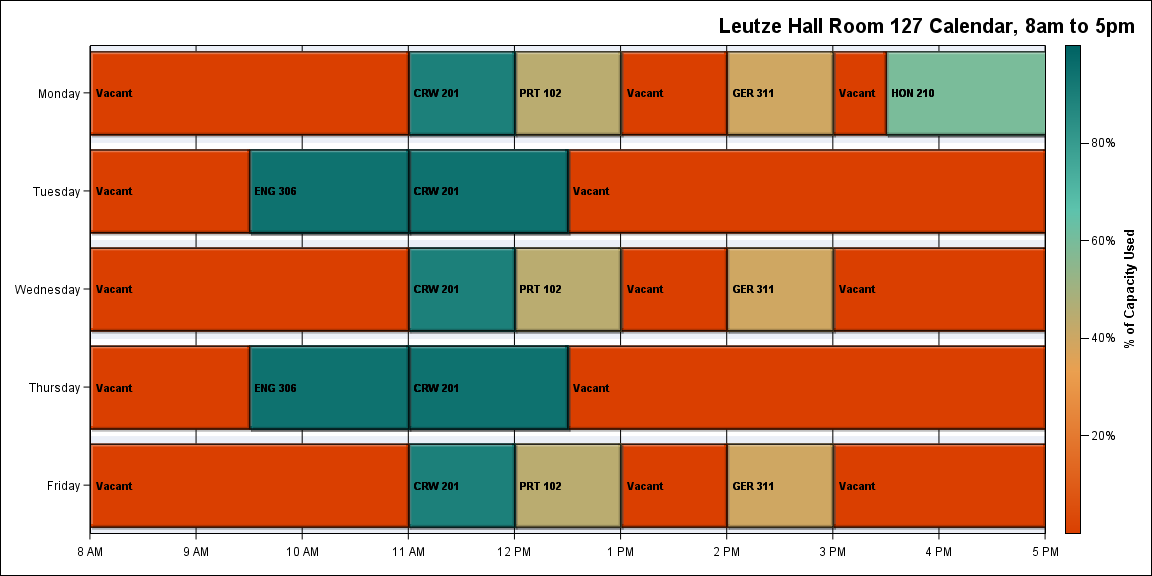 Leutze Hall Room 127 Calendar, 8am to 5pm
Monday
Vacant
CRW 201
PRT 102
Vacant
GER 311
Vacant
HON 210
Tuesday
Vacant
ENG 306
CRW 201
Vacant
Wednesday
Vacant
CRW 201
PRT 102
Vacant
GER 311
Vacant
Thursday
Vacant
ENG 306
CRW 201
Vacant
Friday
Vacant
CRW 201
PRT 102
Vacant
GER 311
Vacant
8 AM
9 AM
10 AM
11 AM
12 PM
1 PM
2 PM
3 PM
4 PM
5 PM
80%
60%
40%
20%
% of Capacity Used